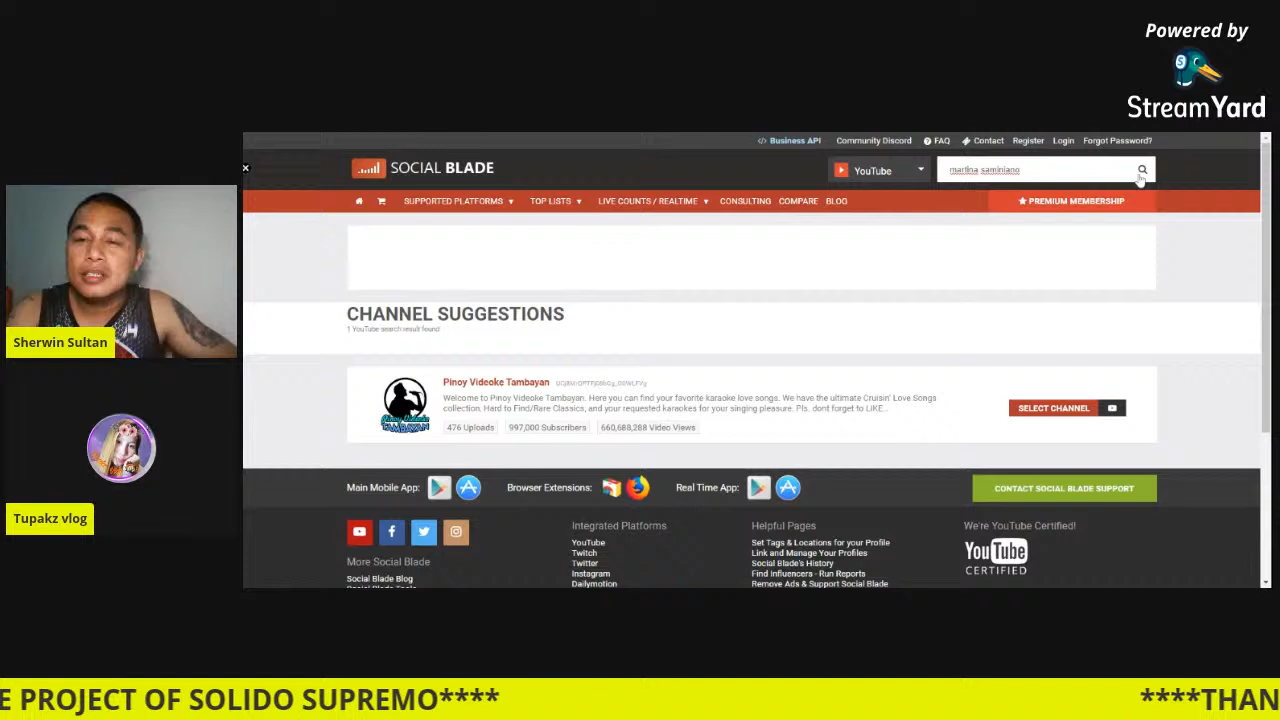 Powered by
StreamYard
Business API Community Discord FAQ Contact Register Login Forgot Password?
SOCIAL BLADE
YouTube
marlina saminiano
SUPPORTED PLATFORMS TOP LISTS LIVE COUNTS / REALTIME CONSULTING COMPARE BLOG
PREMIUM MEMBERSHIP
CHANNEL SUGGESTIONS
1 YouTube search result found
Pinoy Videoke Tambayan
Welcome to Pinoy Videoke Tambayan. Here you can find your favorite karaoke love songs. We have the ultimate Cruisin' Love Songs
collection. Hard to Find/Rare Classics, and your requested karaokes for your singing pleasure. Pls. dont forget to LIKE...
476 Uploads 997,000 Subscribers 660,688,288 Video Views
SELECT CHANNEL
Sherwin Sultan
Tupakz vlog
Main Mobile App: Browser Extensions: Real Time App:
CONTACT SOCIAL BLADE SUPPORT
More Social Blade
Social Blade Blog
Social Blade Tools
Integrated Platforms
YouTube
Twitch
Twitter
Instagram
Dailymotion
Helpful Pages
Set Tags & Locations for your Profile
Link and Manage Your Profiles
Social Blade's History
Find Influencers - Run Reports
Remove Ads & Support Social Blade
We're YouTube Certified!
YouTube
CERTIFIED
E PROJECT OF SOLIDO SUPREMO**** ****THAN